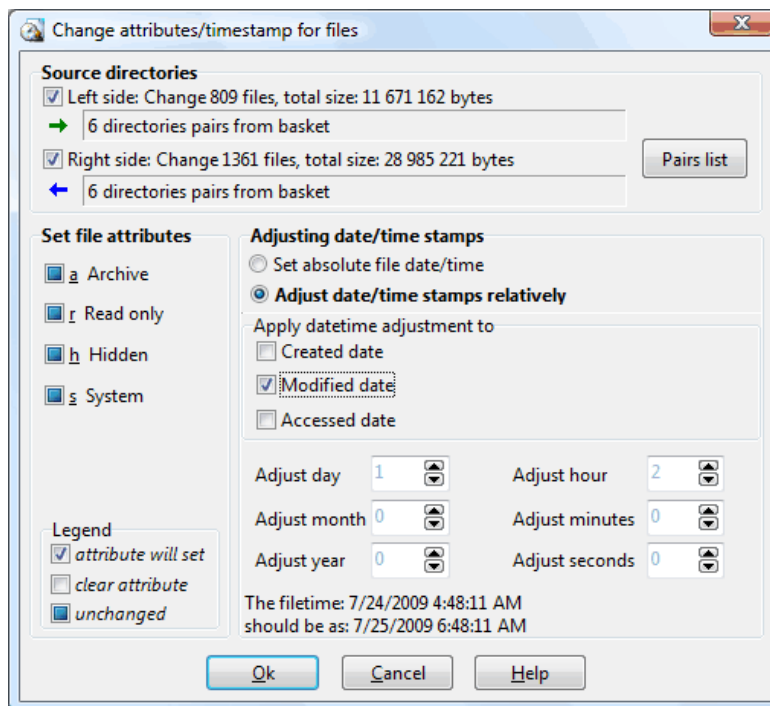 Change attributes/timestamp for files
Source directories
Left side: Change 809 files, total size: 11 671 162 bytes
6 directories pairs from basket
Right side: Change 1361 files, total size: 28 985 221 bytes
6 directories pairs from basket
Pairs list
Set file attributes
a Archive
r Read only
h Hidden
s System
Legend
attribute will set
clear attribute
unchanged
Adjusting date/time stamps
Set absolute file date/time
Adjust date/time stamps relatively
Apply datetime adjustment to
Created date
Modified date
Accessed date
Adjust day 1 Adjust hour 2
Adjust month 0 Adjust minutes 0
Adjust year 0 Adjust seconds 0
The filetime: 7/24/2009 4:48:11 AM
should be as: 7/25/2009 6:48:11 AM
Ok Cancel Help